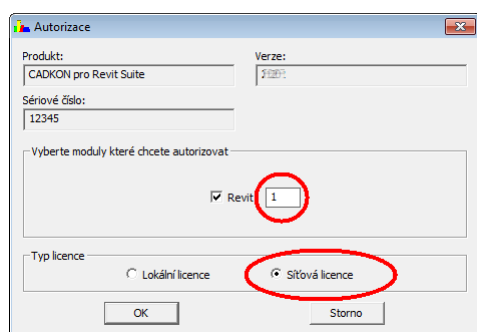 Autorizace
Produkt: Verze:
CADKON pro Revit Suite
Sériové číslo:
12345
Vyberte moduly které chcete autorizovat
Revit 1
Typ licence
Lokální licence Síťová licence
OK Storno